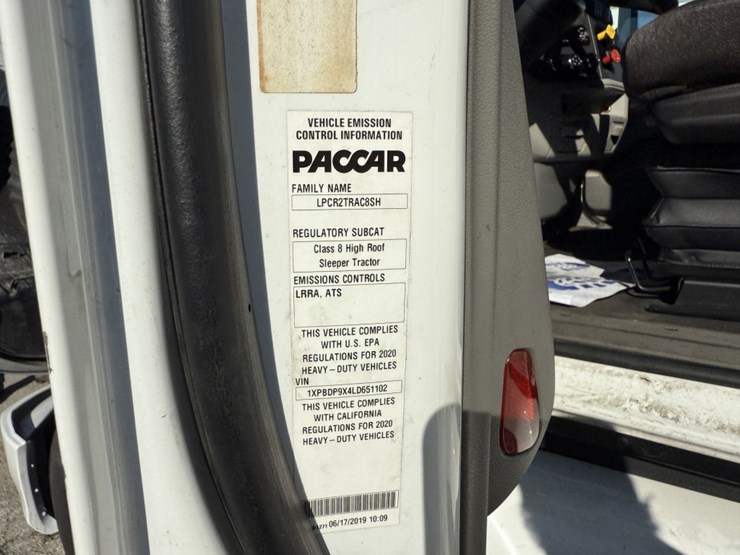 VEHICLE EMISSION
CONTROL INFORMATION
PACCAR
FAMILY NAME
LPCR2TRAC8SH
REGULATORY SUBCAT
Class 8 High Roof
Sleeper Tractor
EMISSIONS CONTROLS
LRRA, ATS
THIS VEHICLE COMPLIES
WITH U.S. EPA
REGULATIONS FOR 2020
HEAVY-DUTY VEHICLES
VIN
1XPBDP9X4LD651102
THIS VEHICLE COMPLIES
WITH CALIFORNIA
REGULATIONS FOR 2020
HEAVY-DUTY VEHICLES
06/17/2019 10:09